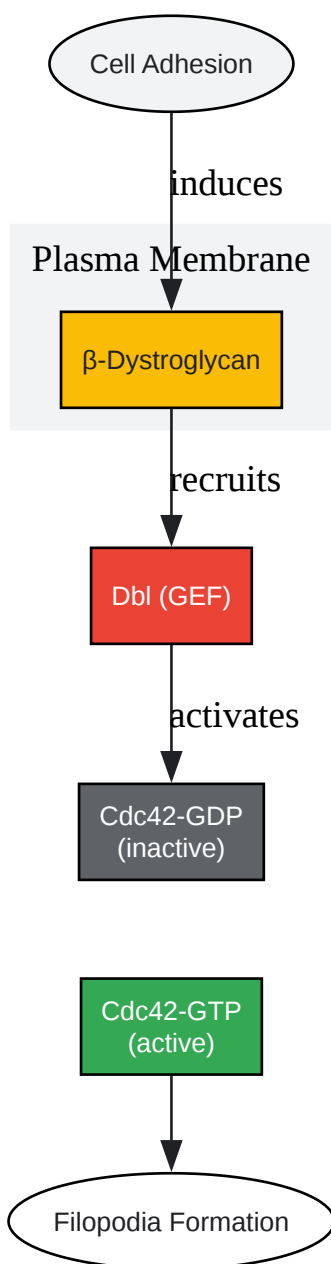 Cell Adhesion
induces
Plasma Membrane
β-Dystroglycan
recruits
Dbl (GEF)
activates
Cdc42-GDP
(inactive)
Cdc42-GTP
(active)
Filopodia Formation